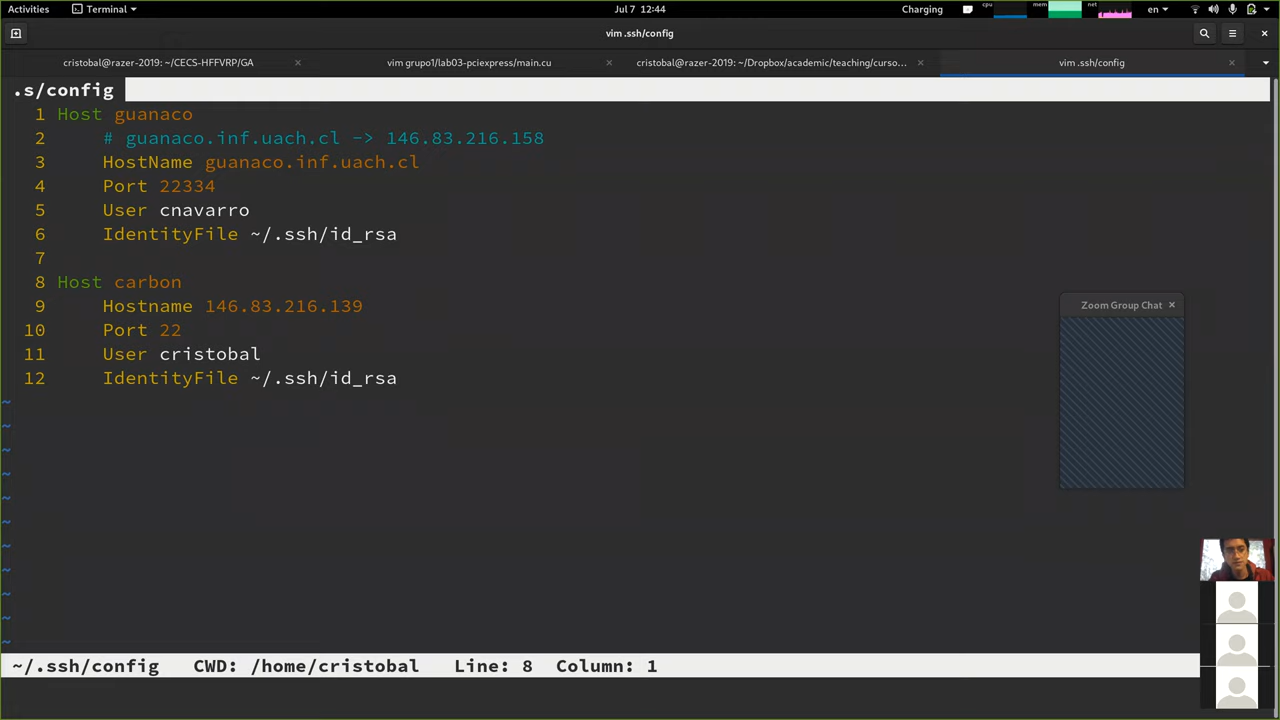 Activities Terminal Jul 7 12:44 Charging cpu mem net en
vim .ssh/config
cristobal@razer-2019: ~/CECS-HFFVRP/GA × vim grupo1/lab03-pciexpress/main.cu × cristobal@razer-2019: ~/Dropbox/academic/teaching/curso... × vim .ssh/config ×
.s/config
1 Host guanaco
2 # guanaco.inf.uach.cl -> 146.83.216.158
3 HostName guanaco.inf.uach.cl
4 Port 22334
5 User cnavarro
6 IdentityFile ~/.ssh/id_rsa
7
8 Host carbon
9 Hostname 146.83.216.139
10 Port 22
11 User cristobal
12 IdentityFile ~/.ssh/id_rsa
~
~
~
~
~
~
~
~
~
~
~
Zoom Group Chat ×
~/.ssh/config CWD: /home/cristobal Line: 8 Column: 1